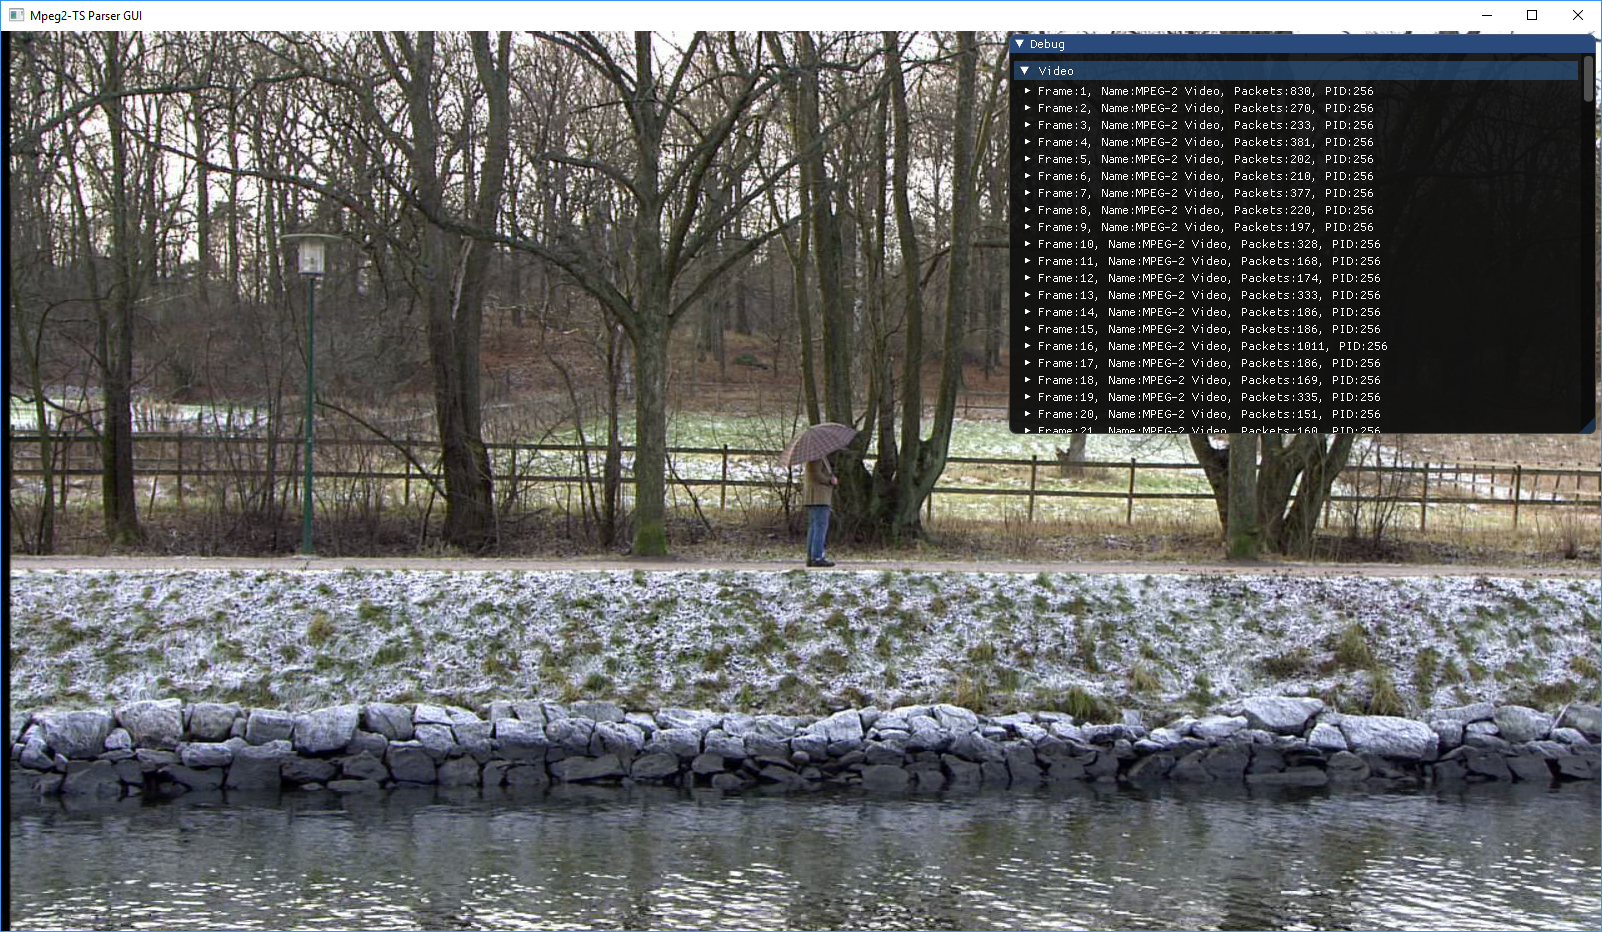 Mpeg2-TS Parser GUI
Debug
Video
Frame:1, Name:MPEG-2 Video, Packets:830, PID:256
Frame:2, Name:MPEG-2 Video, Packets:270, PID:256
Frame:3, Name:MPEG-2 Video, Packets:233, PID:256
Frame:4, Name:MPEG-2 Video, Packets:381, PID:256
Frame:5, Name:MPEG-2 Video, Packets:202, PID:256
Frame:6, Name:MPEG-2 Video, Packets:210, PID:256
Frame:7, Name:MPEG-2 Video, Packets:377, PID:256
Frame:8, Name:MPEG-2 Video, Packets:220, PID:256
Frame:9, Name:MPEG-2 Video, Packets:197, PID:256
Frame:10, Name:MPEG-2 Video, Packets:328, PID:256
Frame:11, Name:MPEG-2 Video, Packets:168, PID:256
Frame:12, Name:MPEG-2 Video, Packets:174, PID:256
Frame:13, Name:MPEG-2 Video, Packets:333, PID:256
Frame:14, Name:MPEG-2 Video, Packets:186, PID:256
Frame:15, Name:MPEG-2 Video, Packets:186, PID:256
Frame:16, Name:MPEG-2 Video, Packets:1011, PID:256
Frame:17, Name:MPEG-2 Video, Packets:186, PID:256
Frame:18, Name:MPEG-2 Video, Packets:169, PID:256
Frame:19, Name:MPEG-2 Video, Packets:335, PID:256
Frame:20, Name:MPEG-2 Video, Packets:151, PID:256
Frame:21, Name:MPEG-2 Video, Packets:160, PID:256